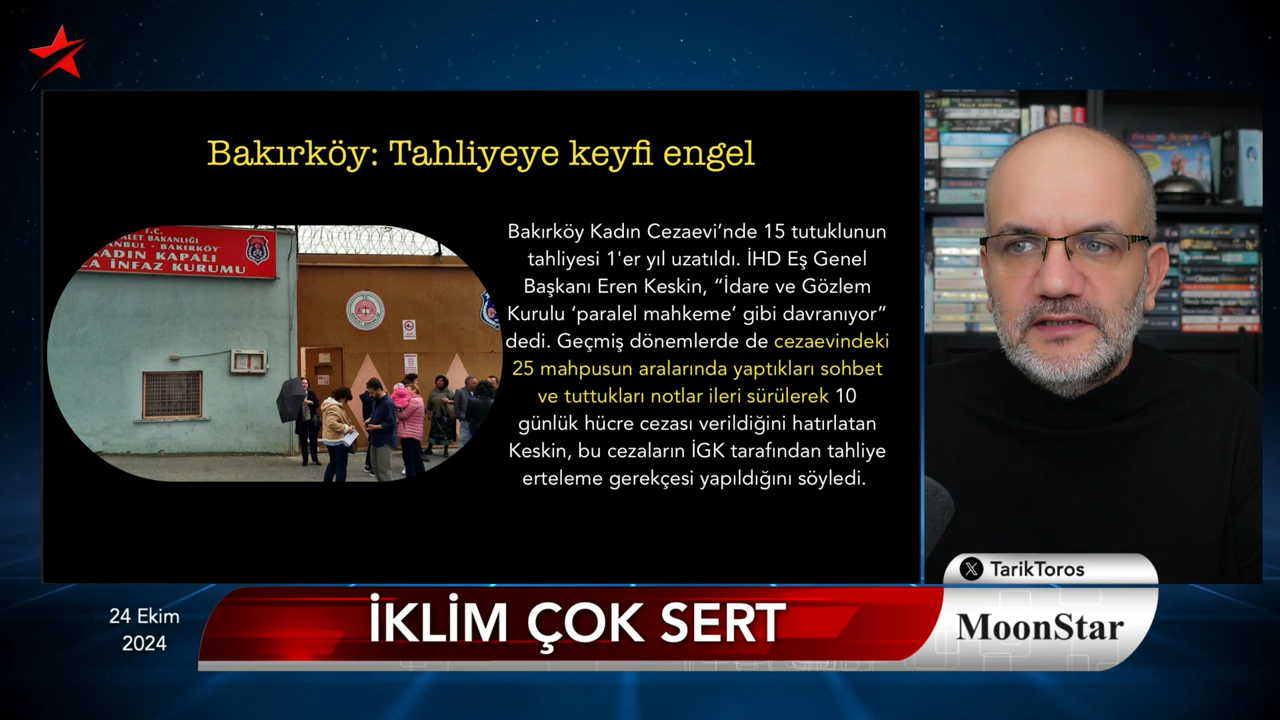 Bakırköy: Tahliyeye keyfi engel
T.C.
ALET BAKANLIĞI
ANBUL - BAKIRKÖY
KADIN KAPALI
A İNFAZ KURUMU
Bakırköy Kadın Cezaevi’nde 15 tutuklunun
tahliyesi 1'er yıl uzatıldı. İHD Eş Genel
Başkanı Eren Keskin, “İdare ve Gözlem
Kurulu ‘paralel mahkeme’ gibi davranıyor”
dedi. Geçmiş dönemlerde de cezaevindeki
25 mahpusun aralarında yaptıkları sohbet
ve tuttukları notlar ileri sürülerek 10
günlük hücre cezası verildiğini hatırlatan
Keskin, bu cezaların İGK tarafından tahliye
erteleme gerekçesi yapıldığını söyledi.
TarikToros
24 Ekim
2024
İKLİM ÇOK SERT
MoonStar